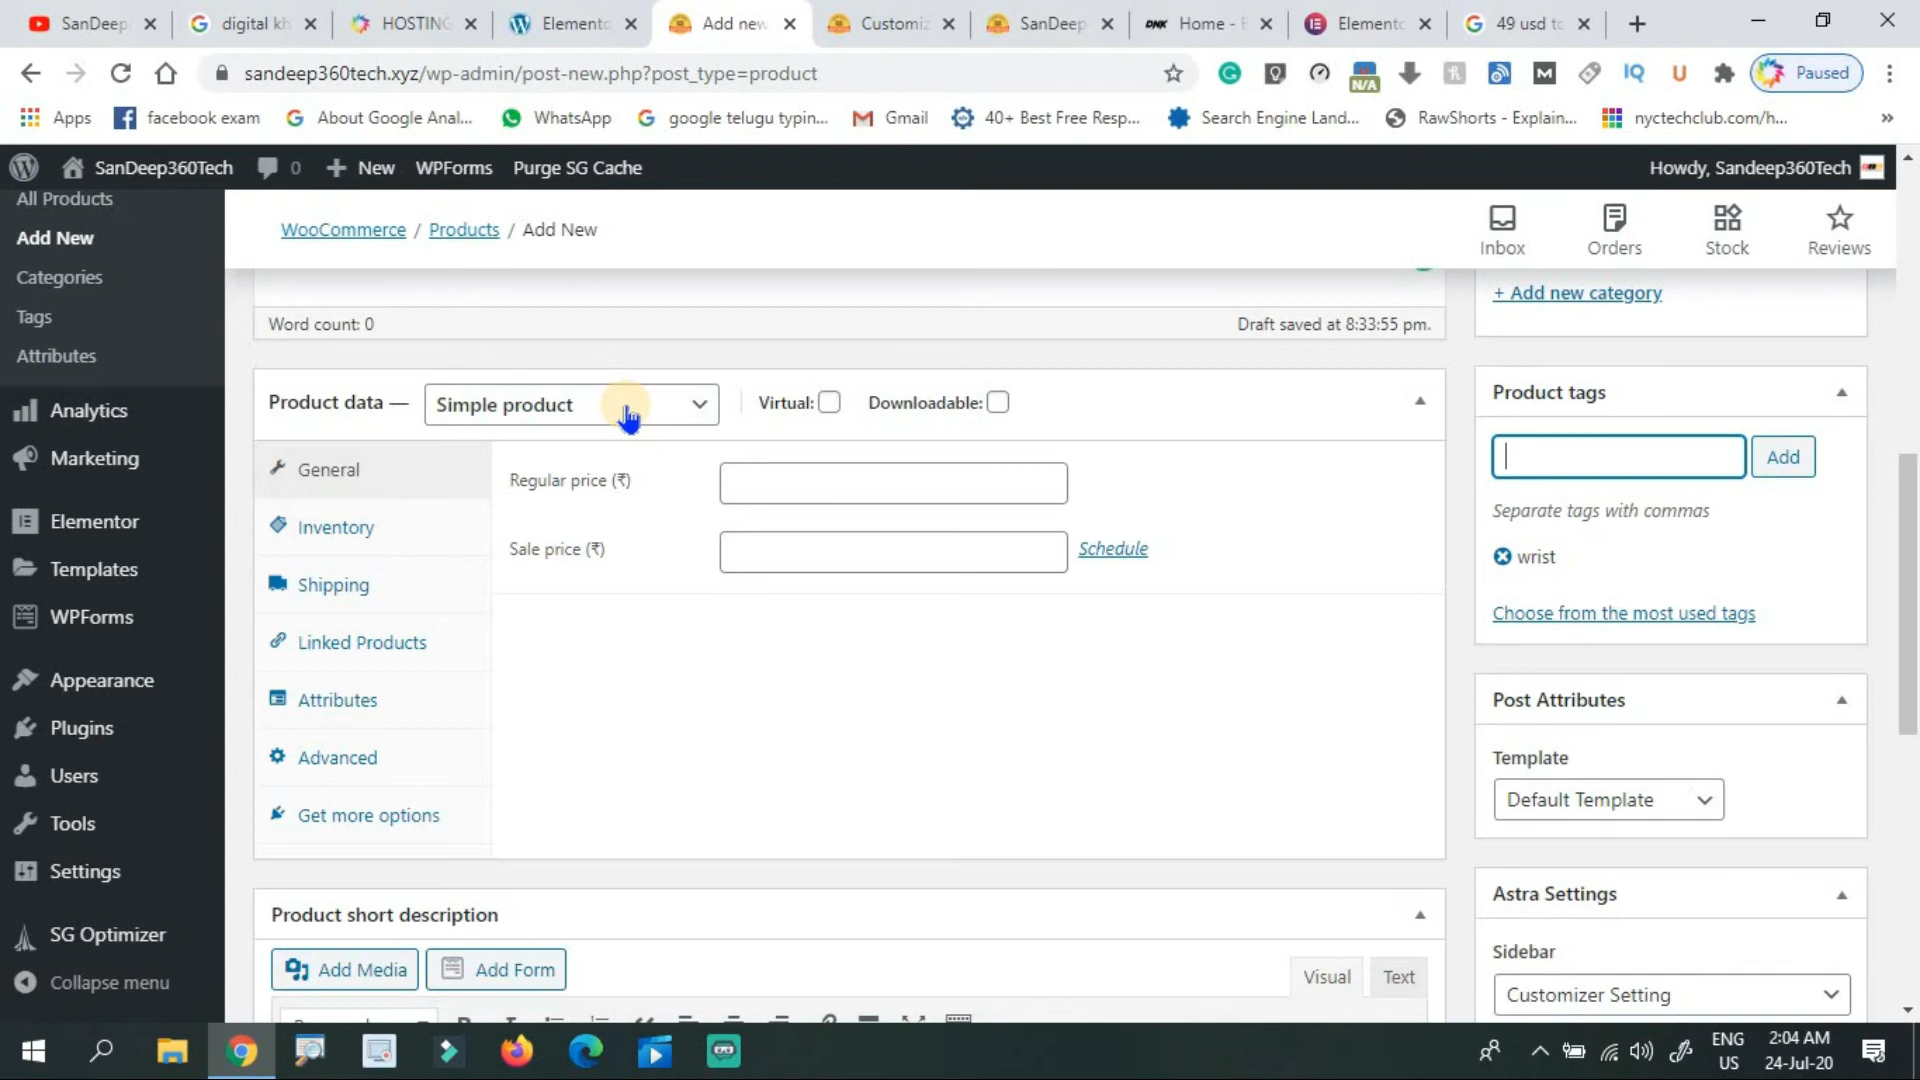 SanDeep
digital kh
HOSTING
Elemento
Add new
Customiz
SanDeep
DNK Home - E
Elemento
49 usd to
sandeep360tech.xyz/wp-admin/post-new.php?post_type=product
N/A
Paused
Apps
facebook exam
About Google Anal...
WhatsApp
google telugu typin...
Gmail
40+ Best Free Resp...
Search Engine Land...
RawShorts - Explain...
nyctechclub.com/h...
»
SanDeep360Tech
0
New
WPForms
Purge SG Cache
Howdy, Sandeep360Tech
All Products
Add New
Categories
Tags
Attributes
Analytics
Marketing
Elementor
Templates
WPForms
Appearance
Plugins
Users
Tools
Settings
SG Optimizer
Collapse menu
WooCommerce / Products / Add New
Inbox
Orders
Stock
Reviews
Word count: 0
Draft saved at 8:33:55 pm.
Product data —
Simple product
Virtual:
Downloadable:
General
Inventory
Shipping
Linked Products
Attributes
Advanced
Get more options
Regular price (₹)
Sale price (₹)
Schedule
Product short description
Add Media
Add Form
Visual
Text
+ Add new category
Product tags
Add
Separate tags with commas
wrist
Choose from the most used tags
Post Attributes
Template
Default Template
Astra Settings
Sidebar
Customizer Setting
ENG
US
2:04 AM
24-Jul-20